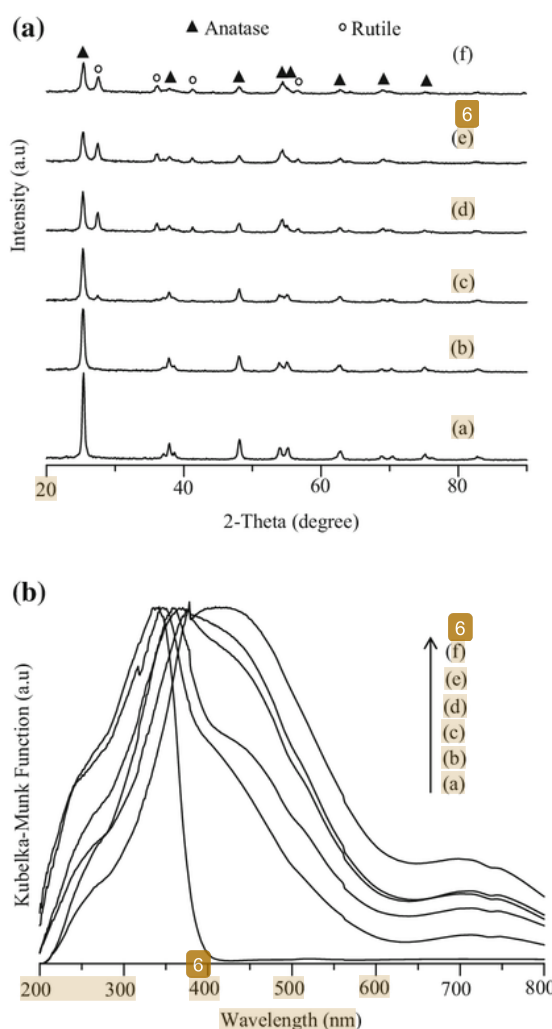 (a)
▲ Anatase
○ Rutile
(f)
6
(e)
(d)
(c)
(b)
(a)
Intensity (a.u)
20
40
60
80
2-Theta (degree)
(b)
6
(f)
(e)
(d)
(c)
(b)
(a)
Kubelka-Munk Function (a.u)
6
200
300
400
500
600
700
800
Wavelength (nm)